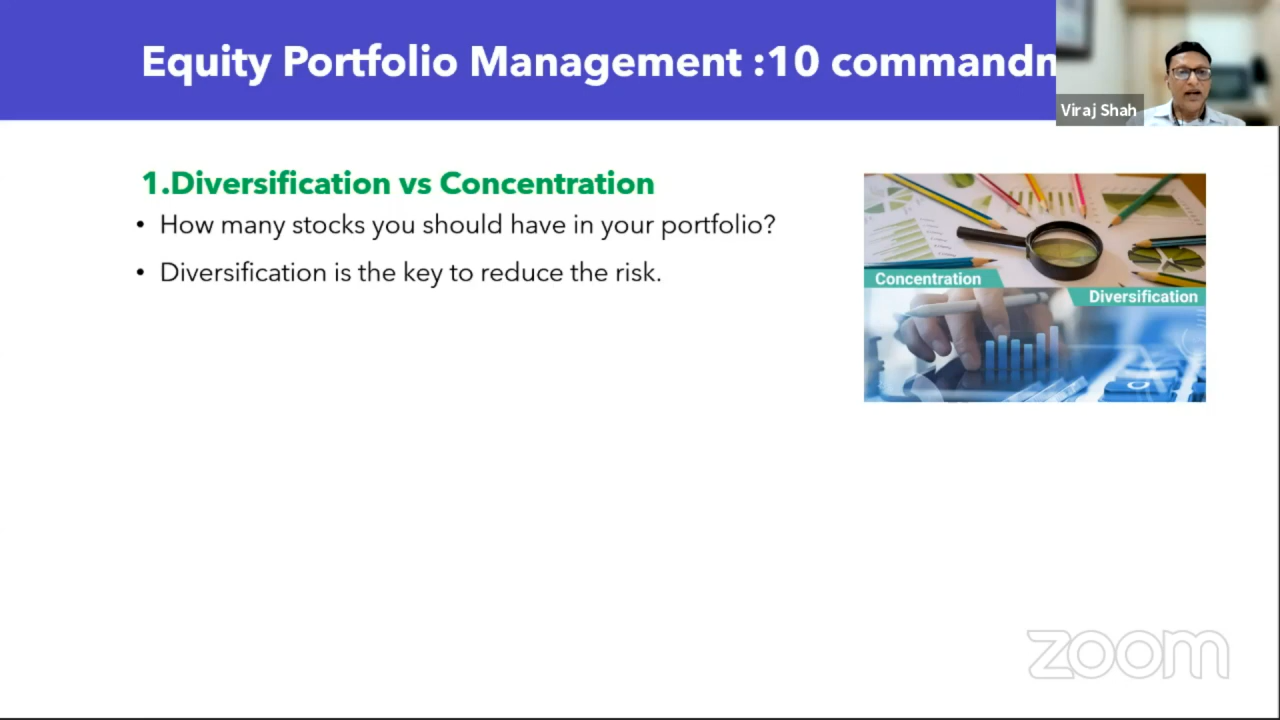 Equity Portfolio Management :10 commandm
Viraj Shah
1.Diversification vs Concentration
• How many stocks you should have in your portfolio?
• Diversification is the key to reduce the risk.
Concentration
Diversification
zoom